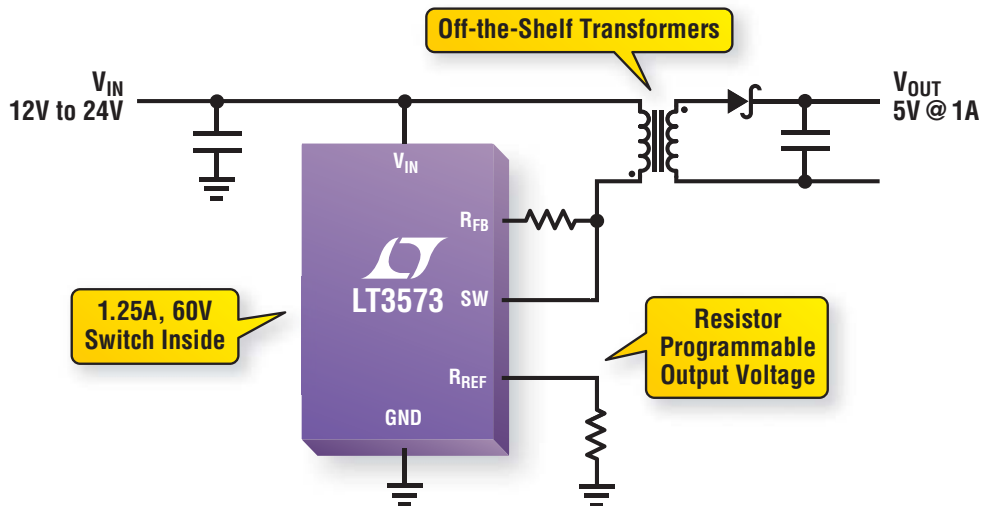 Off-the-Shelf Transformers
VIN
12V to 24V
VOUT
5V @ 1A
VIN
RFB
LT3573
SW
1.25A, 60V
Switch Inside
Resistor
Programmable
Output Voltage
RREF
GND